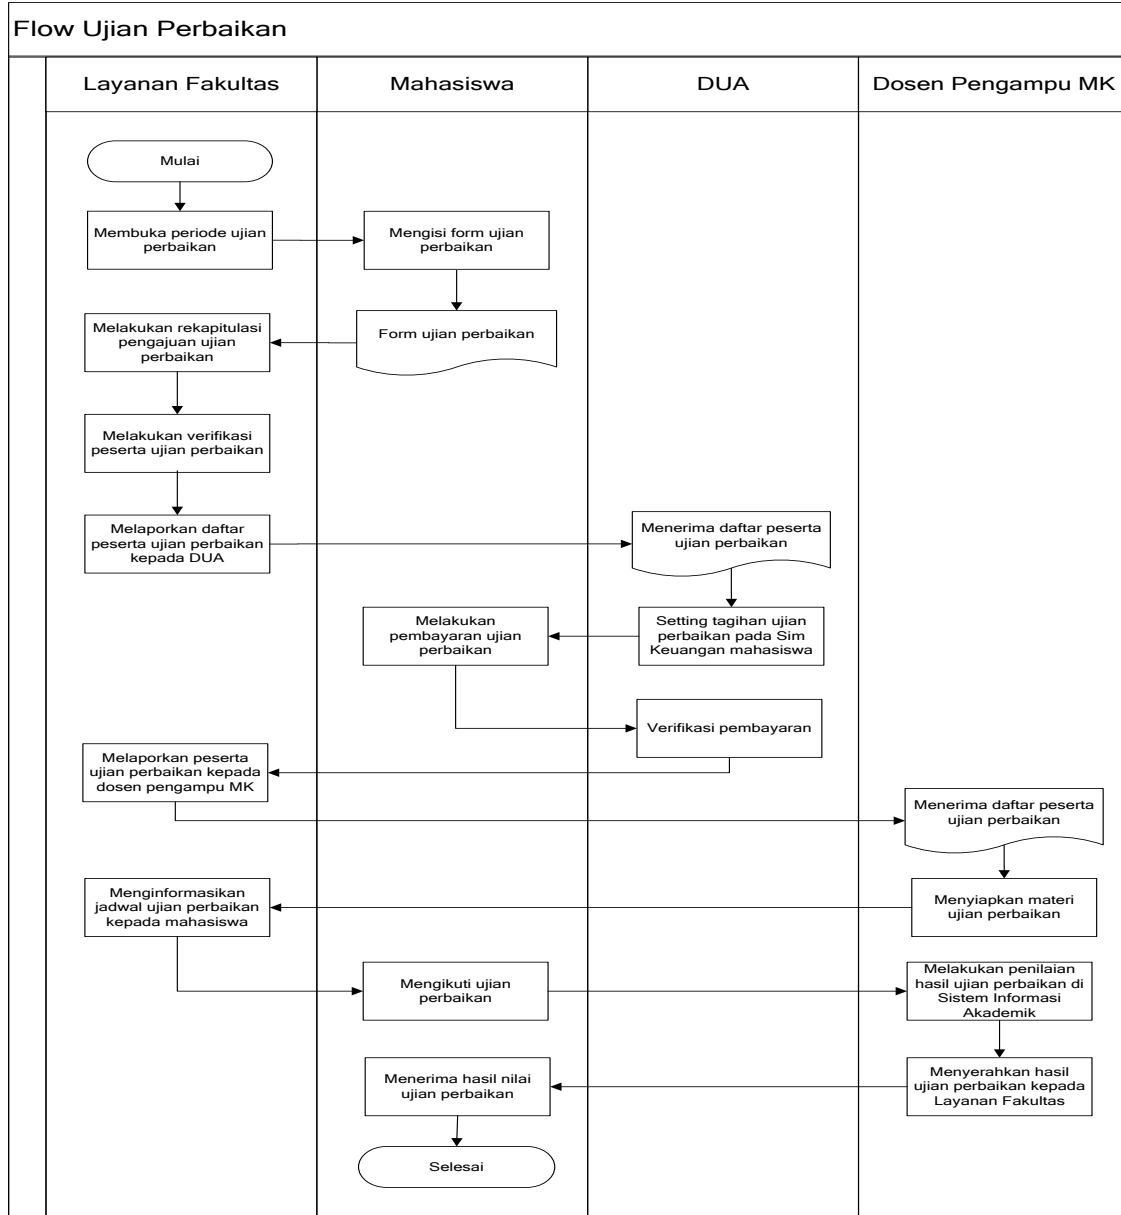 Flow Ujian Perbaikan
Layanan Fakultas
Mahasiswa
DUA
Dosen Pengampu MK
Mulai
Membuka periode ujian
perbaikan
Mengisi form ujian
perbaikan
Form ujian perbaikan
Melakukan rekapitulasi
pengajuan ujian
perbaikan
Melakukan verifikasi
peserta ujian perbaikan
Melaporkan daftar
peserta ujian perbaikan
kepada DUA
Menerima daftar peserta
ujian perbaikan
Setting tagihan ujian
perbaikan pada Sim
Keuangan mahasiswa
Melakukan
pembayaran ujian
perbaikan
Verifikasi pembayaran
Melaporkan peserta
ujian perbaikan kepada
dosen pengampu MK
Menerima daftar peserta
ujian perbaikan
Menyiapkan materi
ujian perbaikan
Menginformasikan
jadwal ujian perbaikan
kepada mahasiswa
Mengikuti ujian
perbaikan
Melakukan penilaian
hasil ujian perbaikan di
Sistem Informasi
Akademik
Menyerahkan hasil
ujian perbaikan kepada
Layanan Fakultas
Menerima hasil nilai
ujian perbaikan
Selesai